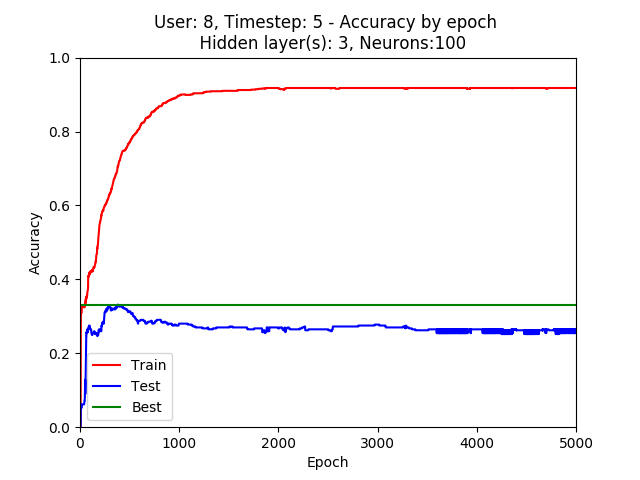 User: 8, Timestep: 5 - Accuracy by epoch
Hidden layer(s): 3, Neurons:100
1.0
0.8
0.6
0.4
0.2
0.0
Accuracy
Train
Test
Best
0
1000
2000
3000
4000
5000
Epoch